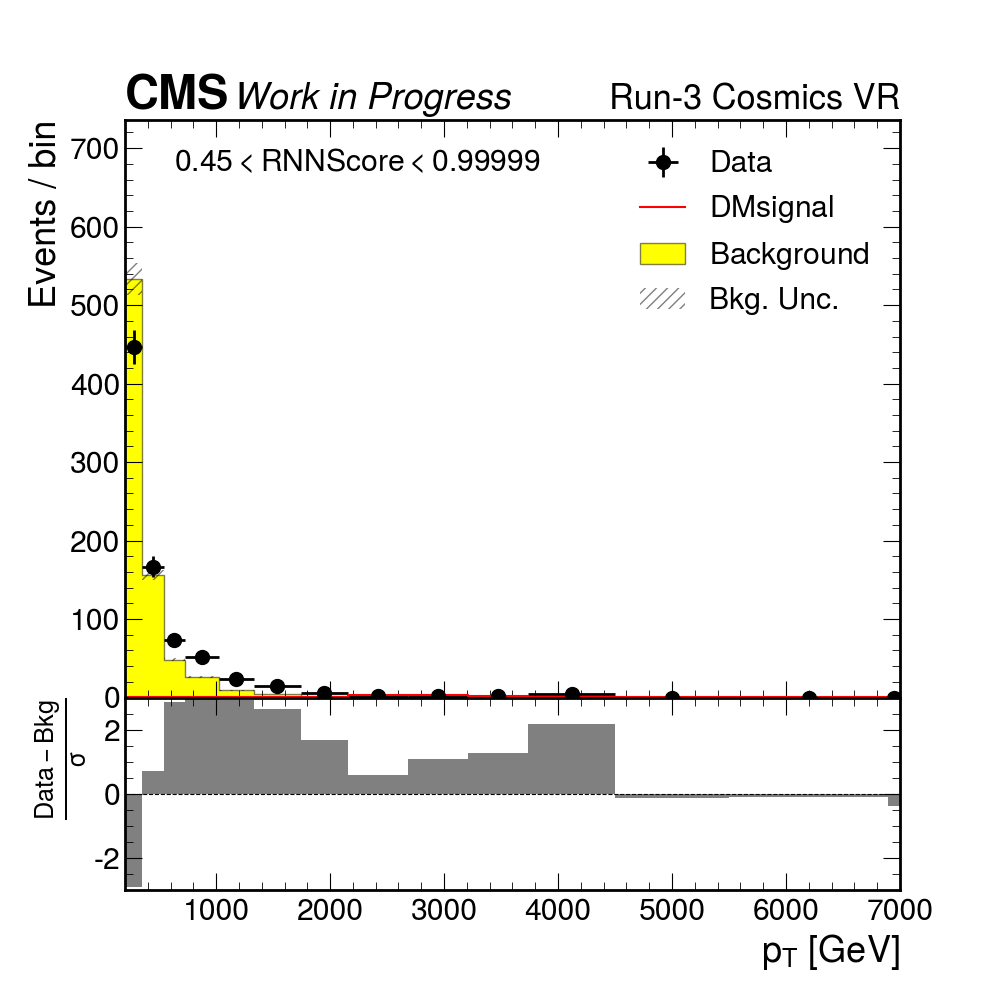 CMS Work in Progress Run-3 Cosmics VR
0.45 < RNNScore < 0.99999
Data
DMsignal
Background
Bkg. Unc.
Events / bin
700
600
500
400
300
200
100
0
Data – Bkg
σ
2
0
-2
1000 2000 3000 4000 5000 6000 7000
p_T [GeV]